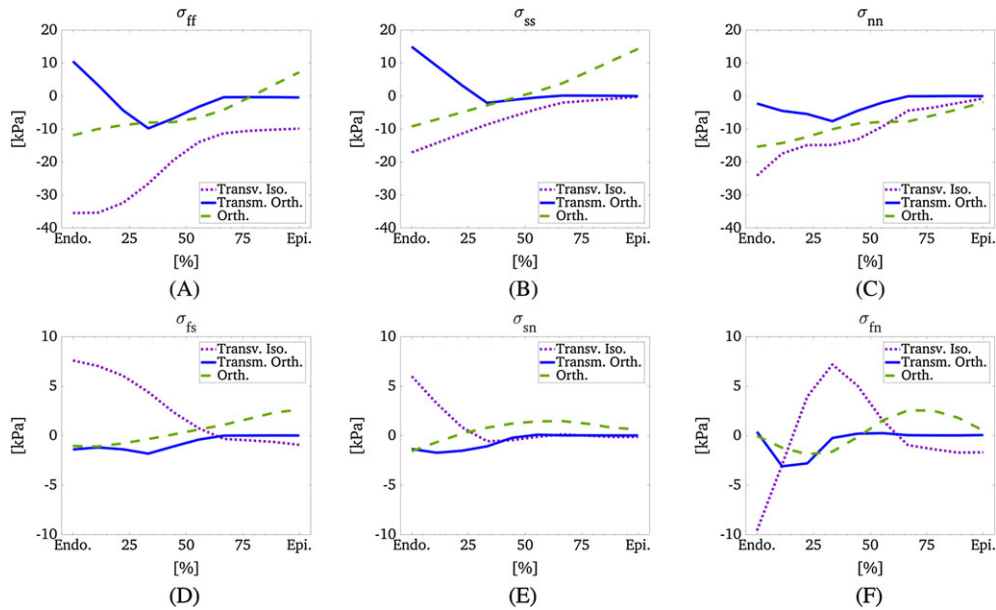 σff
20
10
0
-10
-20
-30
-40
[kPa]
Transv. Iso.
Transm. Orth.
Orth.
Endo. 25 50 75 Epi.
[%]
(A)
σss
20
10
0
-10
-20
-30
-40
[kPa]
Transv. Iso.
Transm. Orth.
Orth.
Endo. 25 50 75 Epi.
[%]
(B)
σnn
20
10
0
-10
-20
-30
-40
[kPa]
Transv. Iso.
Transm. Orth.
Orth.
Endo. 25 50 75 Epi.
[%]
(C)
σfs
10
5
0
-5
-10
[kPa]
Transv. Iso.
Transm. Orth.
Orth.
Endo. 25 50 75 Epi.
[%]
(D)
σsn
10
5
0
-5
-10
[kPa]
Transv. Iso.
Transm. Orth.
Orth.
Endo. 25 50 75 Epi.
[%]
(E)
σfn
10
5
0
-5
-10
[kPa]
Transv. Iso.
Transm. Orth.
Orth.
Endo. 25 50 75 Epi.
[%]
(F)